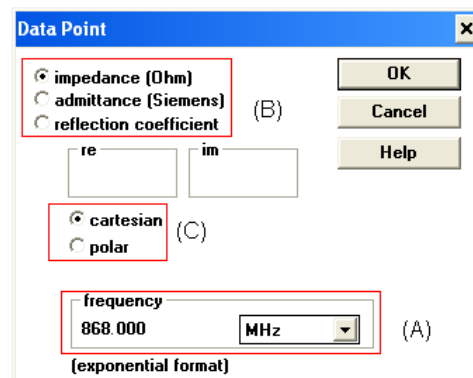 Data Point
impedance (Ohm)
admittance (Siemens)
reflection coefficient
(B)
OK
Cancel
Help
re
im
cartesian
polar
(C)
frequency
868.000
MHz
(A)
(exponential format)